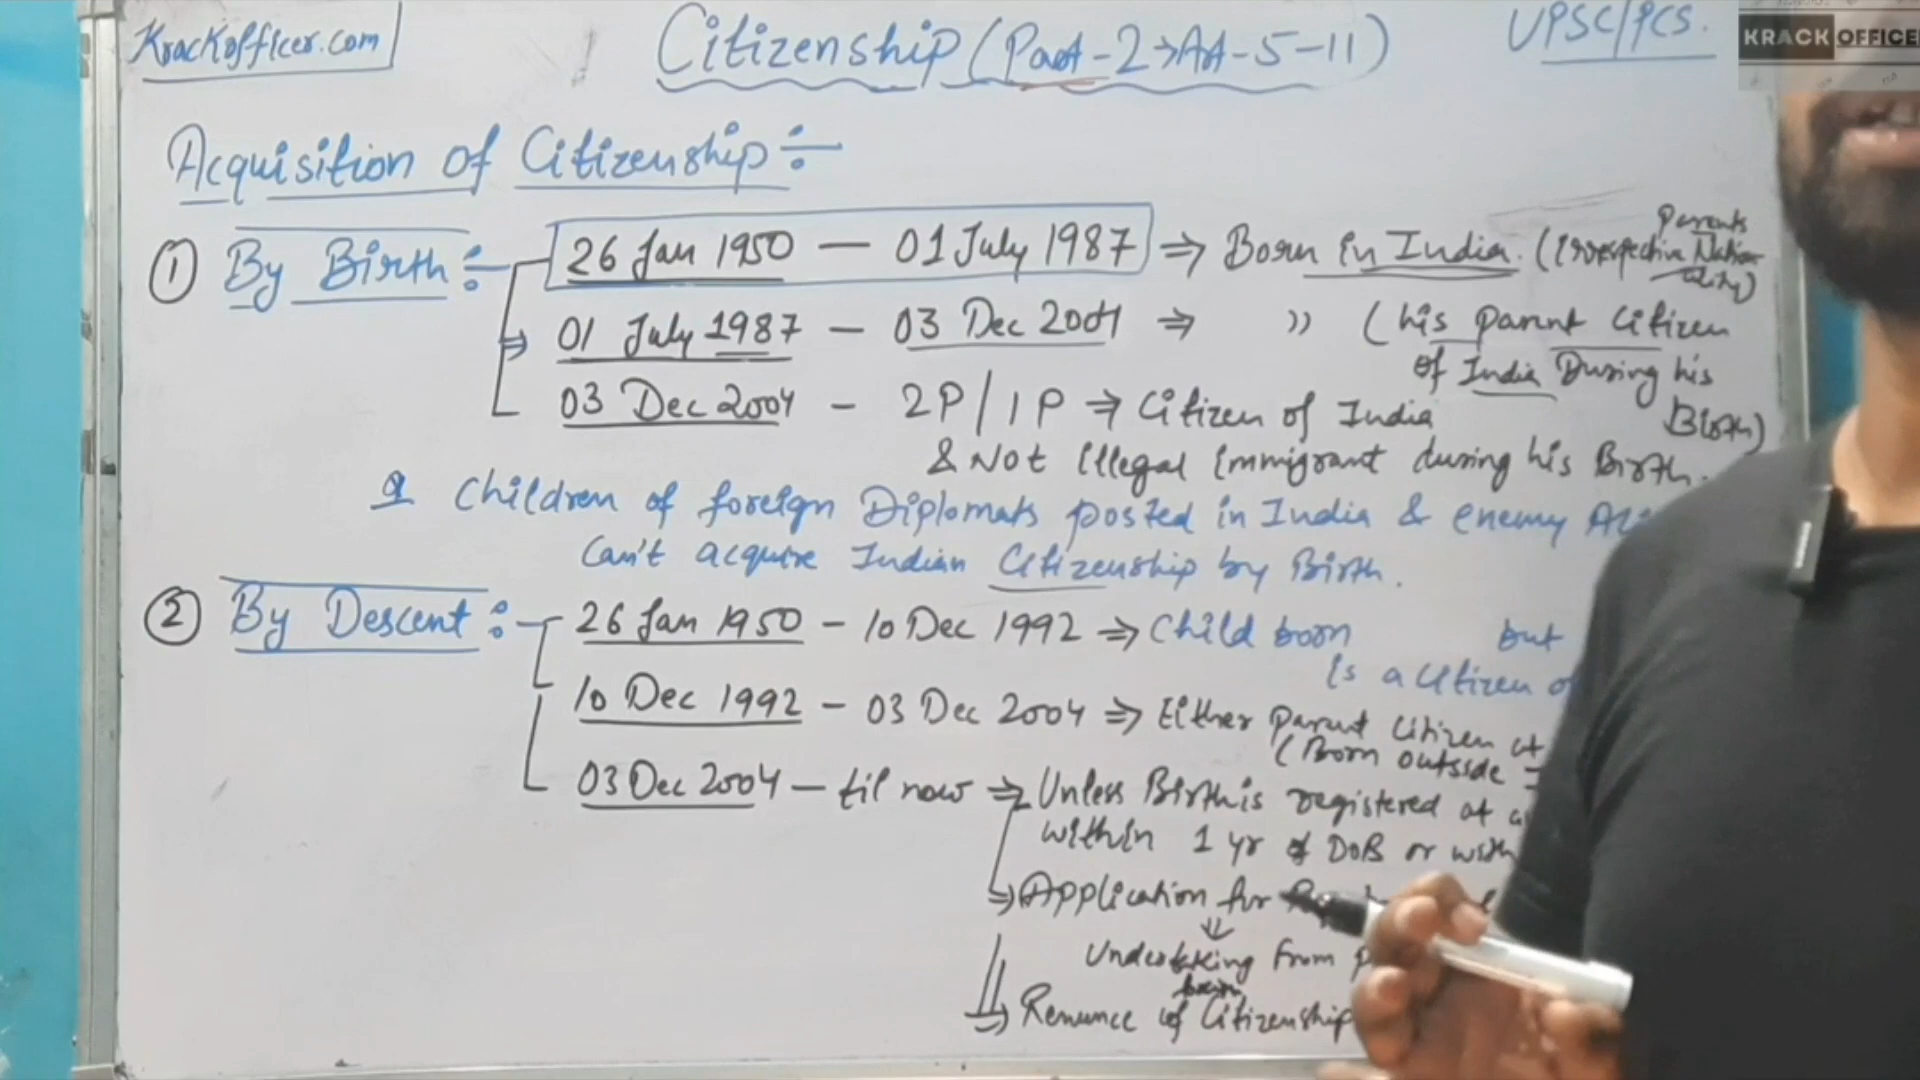 Krackofficer.com
Citizenship (Part-2→Art-5-11)
UPSC/PCS.
KRACK OFFICER
Acquisition of Citizenship:-
① By Birth:- 26 Jan 1950 — 01 July 1987 ⇒ Born in India. (Irrespective Parents Nationality)
01 July 1987 — 03 Dec 2004 ⇒ " (his parent Citizen
of India During his
Birth)
03 Dec 2004 - 2P/1P ⇒ Citizen of India
& Not illegal immigrant during his Birth.
Children of foreign Diplomats posted in India & enemy
Can't acquire Indian Citizenship by Birth.
② By Descent:- 26 Jan 1950 - 10 Dec 1992 ⇒ Child born but
is a citizen of
10 Dec 1992 - 03 Dec 2004 ⇒ Either Parent Citizen at
(Born outside
03 Dec 2004 — til now ⇒ Unless Birth is registered at
within 1 yr of DoB or with
⇒ Application for
↓
Undertaking from
⇒ Renunce of Citizenship